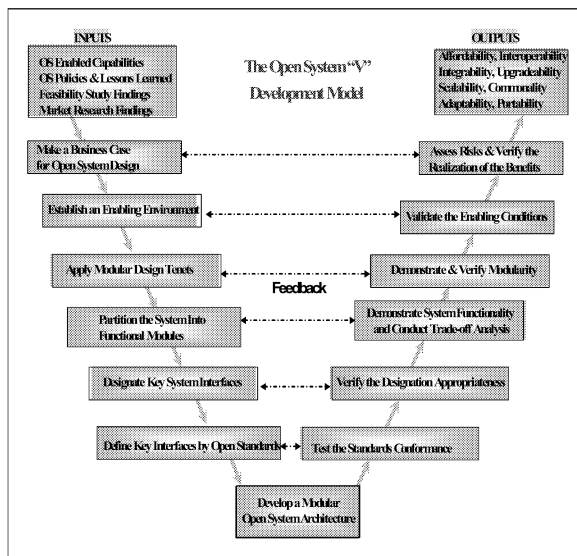 INPUTS
OS Enabled Capabilities
OS Policies & Lessons Learned
Feasibility Study Findings
Market Research Findings
The Open System “V”
Development Model
OUTPUTS
Affordability, Interoperability
Integrability, Upgradeability
Scalability, Commonality
Adaptability, Portability
Make a Business Case
for Open System Design
Assess Risks & Verify the
Realization of the Benefits
Establish an Enabling Environment
Validate the Enabling Conditions
Apply Modular Design Tenets
Demonstrate & Verify Modularity
Feedback
Partition the System Into
Functional Modules
Demonstrate System Functionality
and Conduct Trade-off Analysis
Designate Key System Interfaces
Verify the Designation Appropriateness
Define Key Interfaces by Open Standards
Test the Standards Conformance
Develop a Modular
Open System Architecture